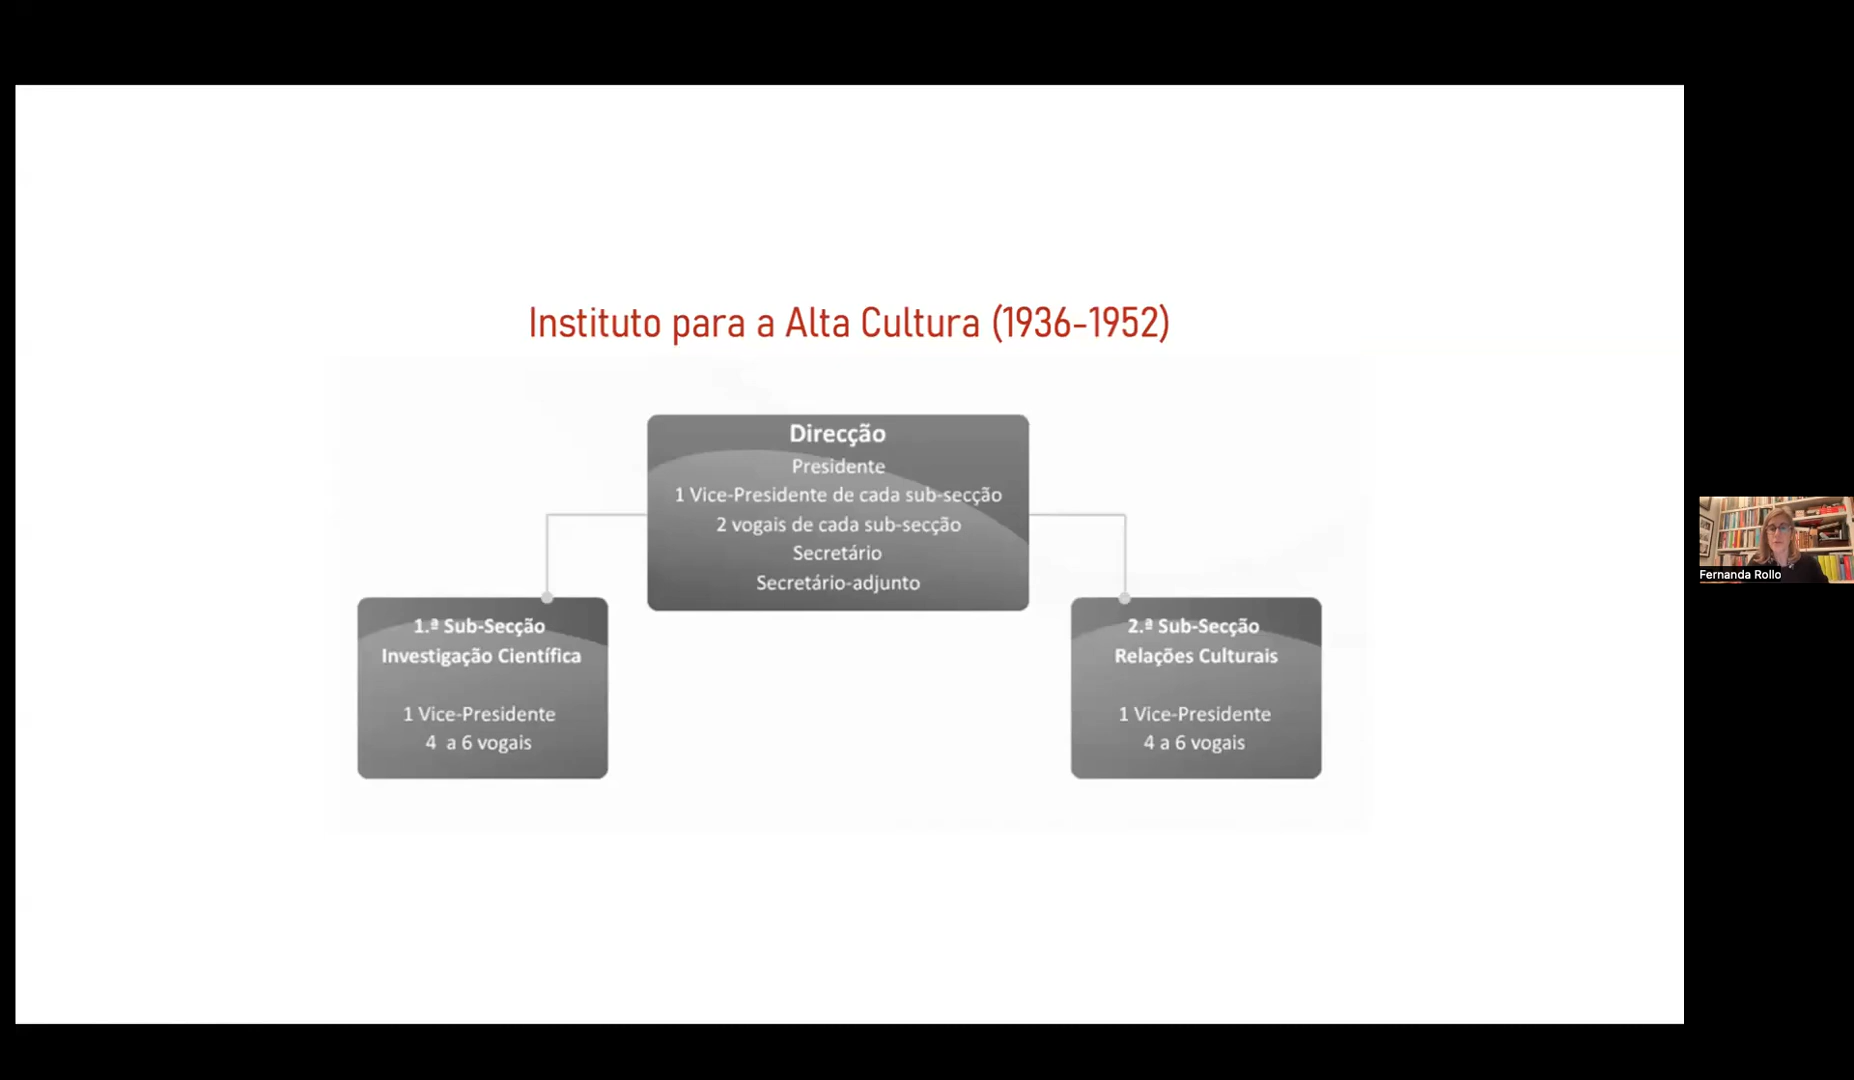 Instituto para a Alta Cultura (1936-1952)
Direcção
Presidente
1 Vice-Presidente de cada sub-secção
2 vogais de cada sub-secção
Secretário
Secretário-adjunto
1.ª Sub-Secção
Investigação Científica
1 Vice-Presidente
4 a 6 vogais
2.ª Sub-Secção
Relações Culturais
1 Vice-Presidente
4 a 6 vogais
Fernanda Rollo